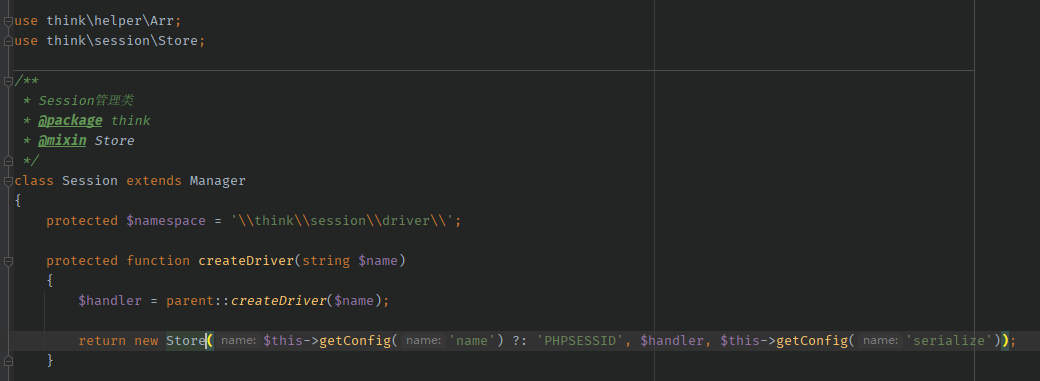 use think\helper\Arr;
use think\session\Store;
/**
 * Session管理类
 * @package think
 * @mixin Store
 */
class Session extends Manager
{
    protected $namespace = '\\think\\session\\driver\\';
    protected function createDriver(string $name)
    {
        $handler = parent::createDriver($name);
        return new Store( name: $this->getConfig( name: 'name') ?: 'PHPSESSID', $handler, $this->getConfig( name: 'serialize'));
    }